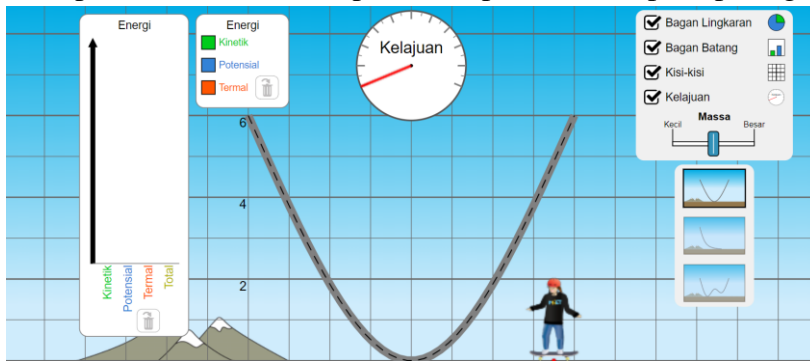 Energi
Kinetik
Potensial
Termal
Total
Energi
Kinetik
Potensial
Termal
Kelajuan
6
4
2
Bagan Lingkaran
Bagan Batang
Kisi-kisi
Kelajuan
Massa
Kecil
Besar